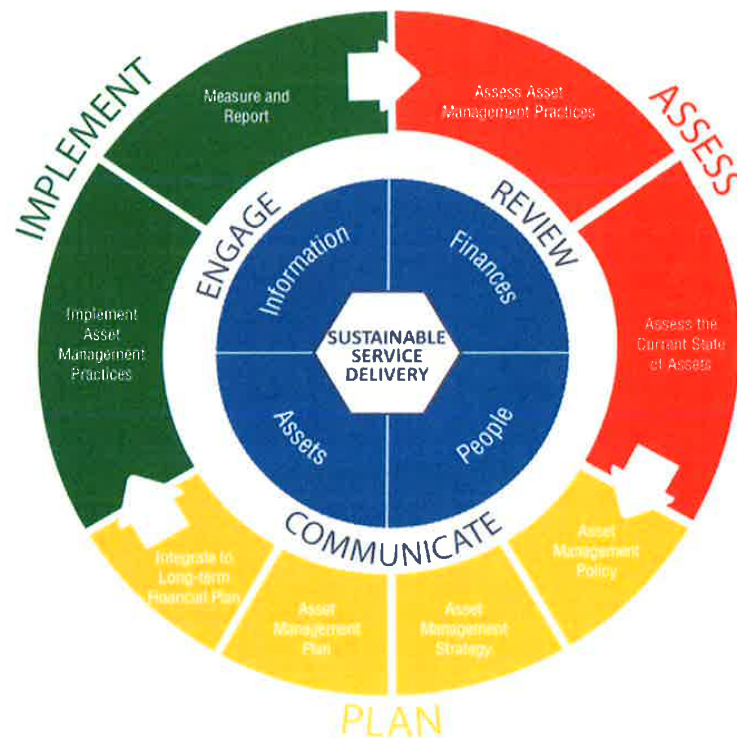 IMPLEMENT
Measure and
Report
Implement
Asset
Management
Practices
ASSESS
Assess Asset
Management Practices
Assess the
Current State
of Assets
PLAN
Asset
Management
Policy
Asset
Management
Strategy
Asset
Management
Plan
Integrate to
Long-term
Financial Plan
ENGAGE
REVIEW
COMMUNICATE
Information
Finances
Assets
People
SUSTAINABLE
SERVICE
DELIVERY